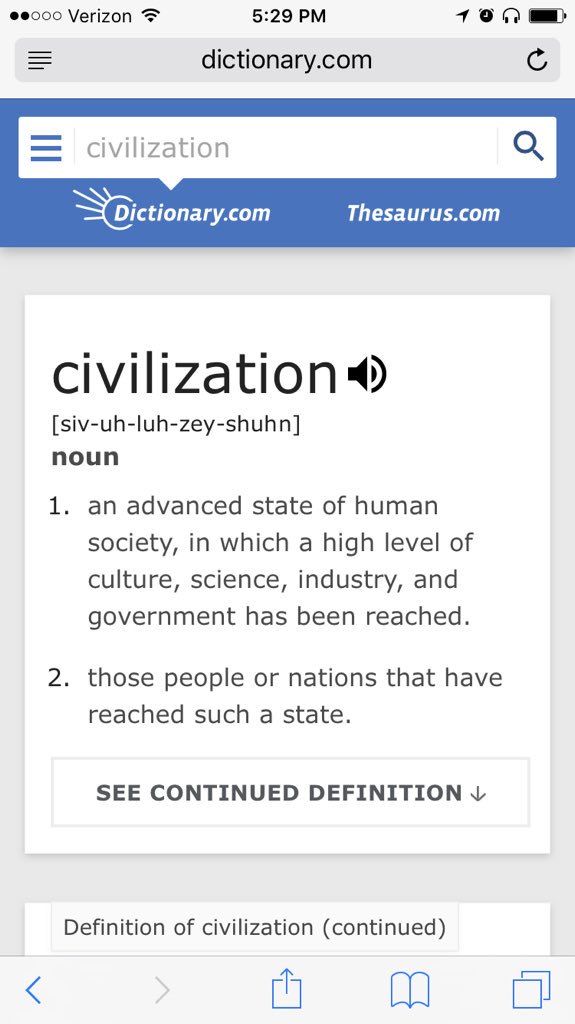 Verizon 5:29 PM
dictionary.com
civilization
Dictionary.com Thesaurus.com
civilization
[siv-uh-luh-zey-shuhn]
noun
1. an advanced state of human
society, in which a high level of
culture, science, industry, and
government has been reached.
2. those people or nations that have
reached such a state.
SEE CONTINUED DEFINITION ↓
Definition of civilization (continued)